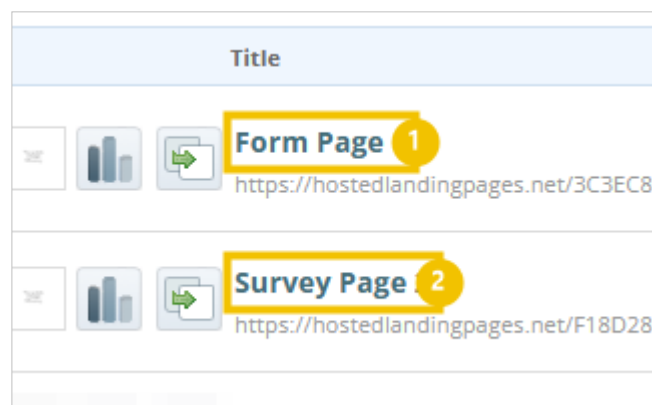 Title
Form Page 1
https://hostedlandingpages.net/3C3EC8
Survey Page 2
https://hostedlandingpages.net/F18D28